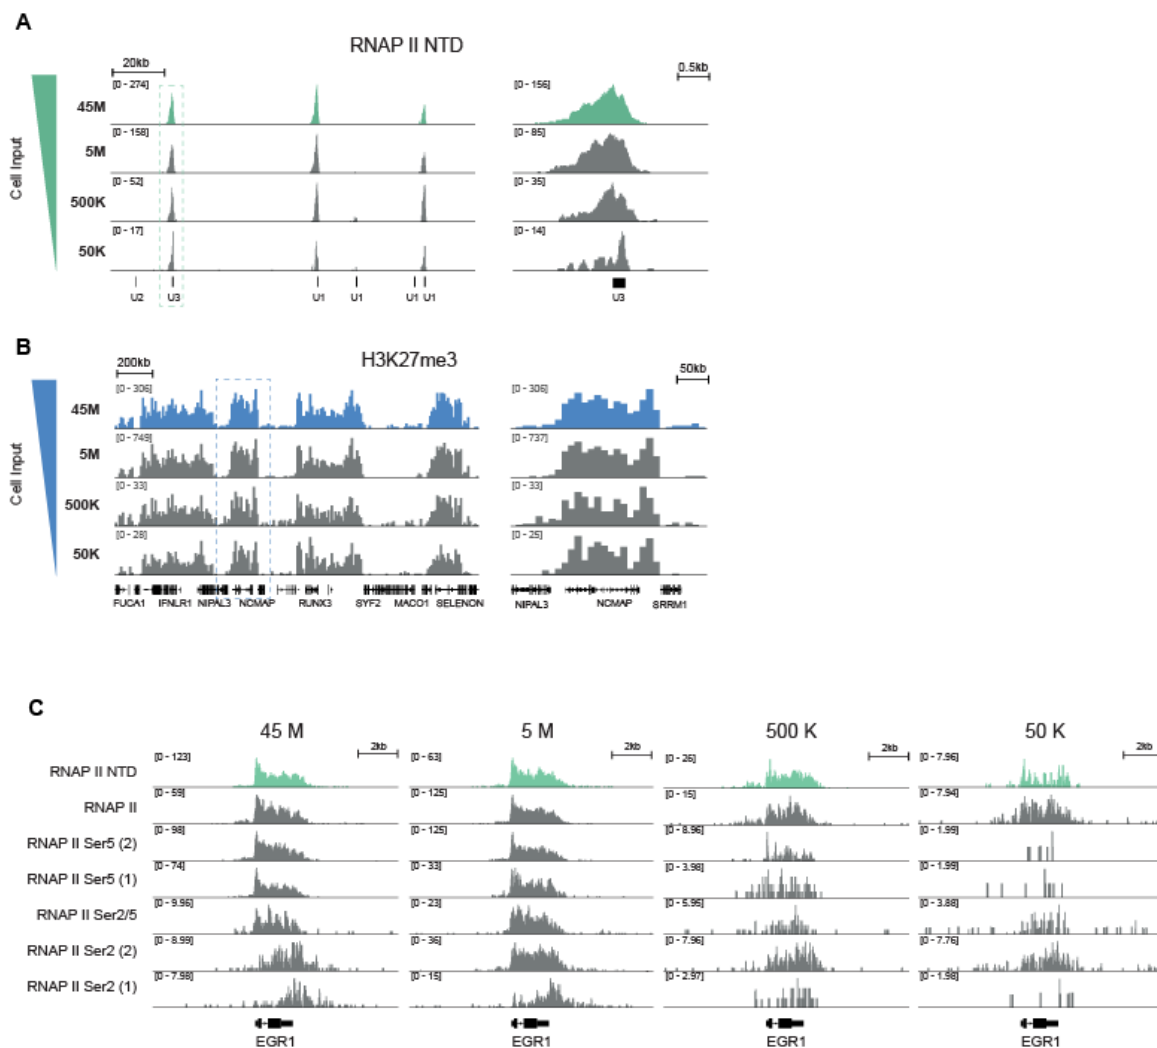 A
RNAP II NTD
20kb
0.5kb
Cell Input
45M
[0 - 274]
[0 - 156]
5M
[0 - 158]
[0 - 85]
500K
[0 - 52]
[0 - 35]
50K
[0 - 17]
[0 - 14]
U2 U3 U1 U1 U1 U1
U3
B
H3K27me3
200kb
50kb
Cell Input
45M
[0 - 306]
[0 - 306]
5M
[0 - 749]
[0 - 737]
500K
[0 - 33]
[0 - 33]
50K
[0 - 28]
[0 - 25]
FUCA1 IFNLR1 NIPAL3 NCMAP RUNX3 SYF2 MACO1 SELENON
NIPAL3 NCMAP SRRM1
C
45 M 5 M 500 K 50 K
2kb 2kb 2kb 2kb
RNAP II NTD [0 - 123] [0 - 63] [0 - 26] [0 - 7.96]
RNAP II [0 - 59] [0 - 125] [0 - 15] [0 - 7.94]
RNAP II Ser5 (2) [0 - 98] [0 - 125] [0 - 8.96] [0 - 1.99]
RNAP II Ser5 (1) [0 - 74] [0 - 33] [0 - 3.98] [0 - 1.99]
RNAP II Ser2/5 [0 - 9.96] [0 - 23] [0 - 5.95] [0 - 3.88]
RNAP II Ser2 (2) [0 - 8.99] [0 - 36] [0 - 7.96] [0 - 7.76]
RNAP II Ser2 (1) [0 - 7.98] [0 - 15] [0 - 2.97] [0 - 1.98]
EGR1 EGR1 EGR1 EGR1